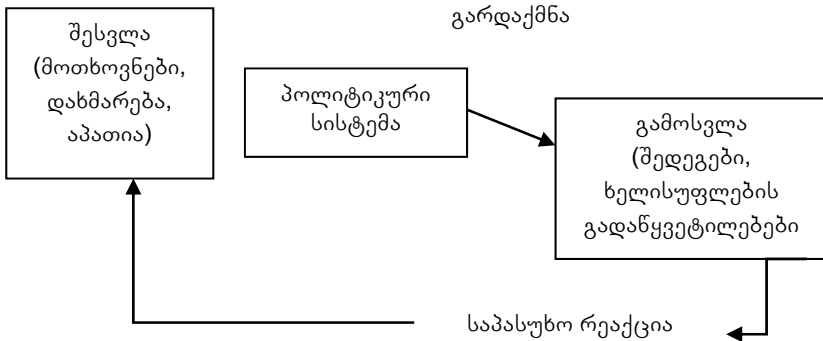 გარდაქმნა
შესვლა
(მოთხოვნები,
დახმარება,
აპათია)
პოლიტიკური
სისტემა
გამოსვლა
(შედეგები,
ხელისუფლების
გადაწყვეტილებები
საპასუხო რეაქცია